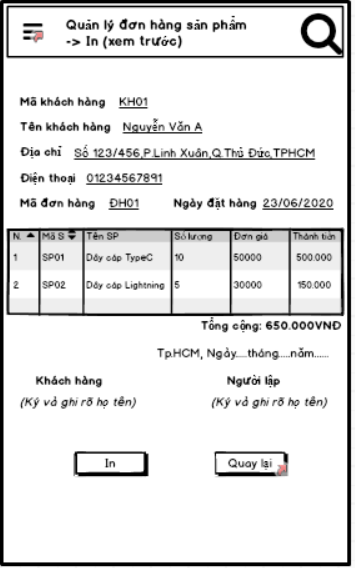 Quản lý đơn hàng sản phẩm
-> In (xem trước)
Mã khách hàng KH01
Tên khách hàng Nguyễn Văn A
Địa chỉ Số 123/456,P.Linh Xuân,Q.Thủ Đức,TPHCM
Điện thoại 01234567891
Mã đơn hàng ĐH01 Ngày đặt hàng 23/06/2020
N. Mã S Tên SP Số lượng Đơn giá Thành tiền
1 SP01 Dây cáp TypeC 10 50000 500.000
2 SP02 Dây cáp Lightning 5 30000 150.000
Tổng cộng: 650.000VNĐ
Tp.HCM, Ngày....tháng....năm......
Khách hàng Người lập
(Ký và ghi rõ họ tên) (Ký và ghi rõ họ tên)
In Quay lại